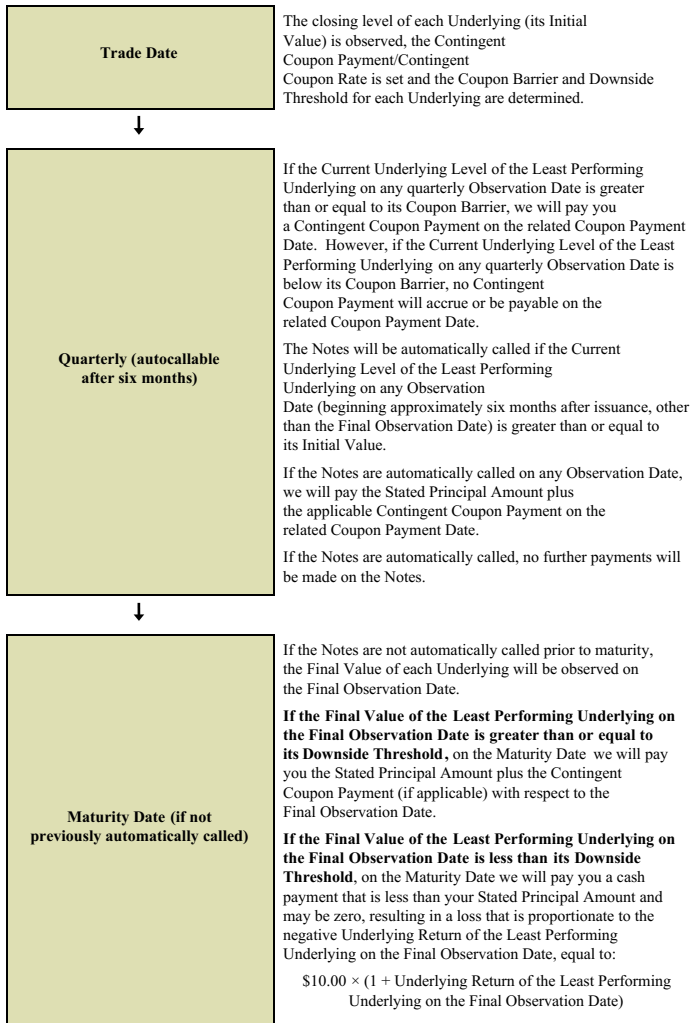 Trade Date
The closing level of each Underlying (its Initial
Value) is observed, the Contingent
Coupon Payment/Contingent
Coupon Rate is set and the Coupon Barrier and Downside
Threshold for each Underlying are determined.
Quarterly (autocallable
after six months)
If the Current Underlying Level of the Least Performing
Underlying on any quarterly Observation Date is greater
than or equal to its Coupon Barrier, we will pay you
a Contingent Coupon Payment on the related Coupon Payment
Date. However, if the Current Underlying Level of the Least
Performing Underlying on any quarterly Observation Date is
below its Coupon Barrier, no Contingent
Coupon Payment will accrue or be payable on the
related Coupon Payment Date.
The Notes will be automatically called if the Current
Underlying Level of the Least Performing
Underlying on any Observation
Date (beginning approximately six months after issuance, other
than the Final Observation Date) is greater than or equal to
its Initial Value.
If the Notes are automatically called on any Observation Date,
we will pay the Stated Principal Amount plus
the applicable Contingent Coupon Payment on the
related Coupon Payment Date.
If the Notes are automatically called, no further payments will
be made on the Notes.
Maturity Date (if not
previously automatically called)
If the Notes are not automatically called prior to maturity,
the Final Value of each Underlying will be observed on
the Final Observation Date.
If the Final Value of the Least Performing Underlying on
the Final Observation Date is greater than or equal to
its Downside Threshold, on the Maturity Date we will pay
you the Stated Principal Amount plus the Contingent
Coupon Payment (if applicable) with respect to the
Final Observation Date.
If the Final Value of the Least Performing Underlying on
the Final Observation Date is less than its Downside
Threshold, on the Maturity Date we will pay you a cash
payment that is less than your Stated Principal Amount and
may be zero, resulting in a loss that is proportionate to the
negative Underlying Return of the Least Performing
Underlying on the Final Observation Date, equal to:
$10.00 × (1 + Underlying Return of the Least Performing
Underlying on the Final Observation Date)